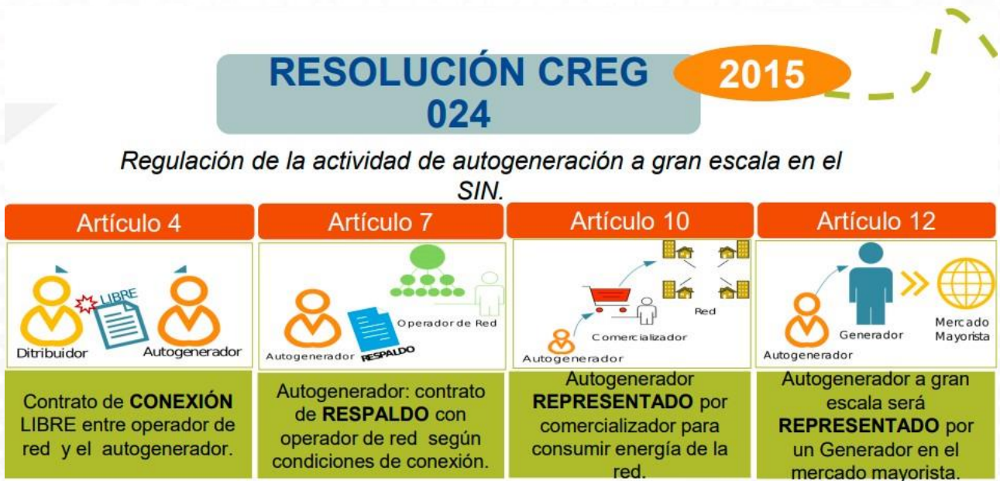 RESOLUCIÓN CREG
024
2015
Regulación de la actividad de autogeneración a gran escala en el
SIN.
Artículo 4
LIBRE
Ditribuidor
Autogenerador
Contrato de CONEXIÓN
LIBRE entre operador de
red y el autogenerador.
Artículo 7
Operador de Red
Autogenerador
RESPALDO
Autogenerador: contrato
de RESPALDO con
operador de red según
condiciones de conexión.
Artículo 10
Red
Comercializador
Autogenerador
Autogenerador
REPRESENTADO por
comercializador para
consumir energía de la
red.
Artículo 12
Generador
Mercado
Mayorista
Autogenerador
Autogenerador a gran
escala será
REPRESENTADO por
un Generador en el
mercado mayorista.